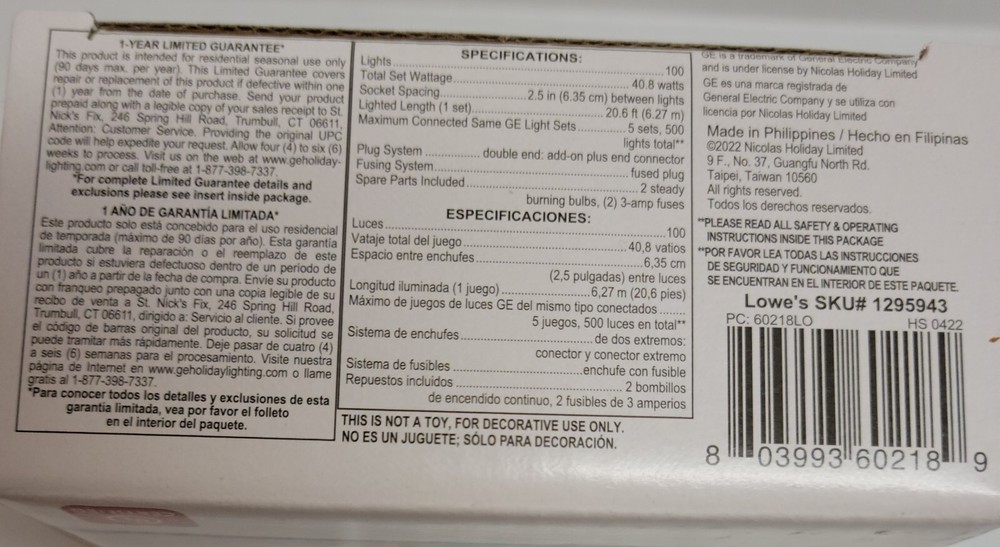 1-YEAR LIMITED GUARANTEE*
This product is intended for residential seasonal use only
(90 days max. per year). This Limited Guarantee covers
repair or replacement of this product if defective within one
(1) year from the date of purchase. Send your product
prepaid along with a legible copy of your sales receipt to St.
Nick's Fix, 246 Spring Hill Road, Trumbull, CT 06611,
Attention: Customer Service. Providing the original UPC
code will help expedite your request. Allow four (4) to six (6)
weeks to process. Visit us on the web at www.geholiday-
lighting.com or call toll-free at 1-877-398-7337.
*For complete Limited Guarantee details and
exclusions please see insert inside package.
1 AÑO DE GARANTÍA LIMITADA*
Este producto solo está concebido para el uso residencial
de temporada (máximo de 90 días por año). Esta garantía
limitada cubre la reparación o el reemplazo de este
producto si estuviera defectuoso dentro de un periodo de
un (1) año a partir de la fecha de compra. Envíe su producto
con franqueo prepagado junto con una copia legible de su
recibo de venta a St. Nick's Fix, 246 Spring Hill Road,
Trumbull, CT 06611, dirigido a: Servicio al cliente. Si provee
el código de barras original del producto, su solicitud se
puede tramitar más rápidamente. Deje pasar de cuatro (4)
a seis (6) semanas para el procesamiento. Visite nuestra
página de Internet en www.geholidaylighting.com o llame
gratis al 1-877-398-7337.
*Para conocer todos los detalles y exclusiones de esta
garantía limitada, vea por favor el folleto
en el interior del paquete.
SPECIFICATIONS:
Lights 100
Total Set Wattage 40.8 watts
Socket Spacing 2.5 in (6.35 cm) between lights
Lighted Length (1 set) 20.6 ft (6.27 m)
Maximum Connected Same GE Light Sets 5 sets, 500
lights total**
Plug System double end: add-on plus end connector
Fusing System fused plug
Spare Parts Included 2 steady
burning bulbs, (2) 3-amp fuses
ESPECIFICACIONES:
Luces 100
Vataje total del juego 40,8 vatios
Espacio entre enchufes 6,35 cm
(2,5 pulgadas) entre luces
Longitud iluminada (1 juego) 6,27 m (20,6 pies)
Máximo de juegos de luces GE del mismo tipo conectados
5 juegos, 500 luces en total**
Sistema de enchufes de dos extremos:
conector y conector extremo
Sistema de fusibles enchufe con fusible
Repuestos incluidos 2 bombillos
de encendido continuo, 2 fusibles de 3 amperios
THIS IS NOT A TOY, FOR DECORATIVE USE ONLY.
NO ES UN JUGUETE; SÓLO PARA DECORACIÓN.
GE is a trademark of General Electric Company
and is under license by Nicolas Holiday Limited
GE es una marca registrada de
General Electric Company y se utiliza con
licencia por Nicolas Holiday Limited
Made in Philippines / Hecho en Filipinas
©2022 Nicolas Holiday Limited
9 F., No. 37, Guangfu North Rd.
Taipei, Taiwan 10560
All rights reserved.
Todos los derechos reservados.
**PLEASE READ ALL SAFETY & OPERATING
INSTRUCTIONS INSIDE THIS PACKAGE
**POR FAVOR LEA TODAS LAS INSTRUCCIONES
DE SEGURIDAD Y FUNCIONAMIENTO QUE
SE ENCUENTRAN EN EL INTERIOR DE ESTE PAQUETE.
Lowe's SKU# 1295943
PC: 60218LO HS 0422
8 03993 60218 9